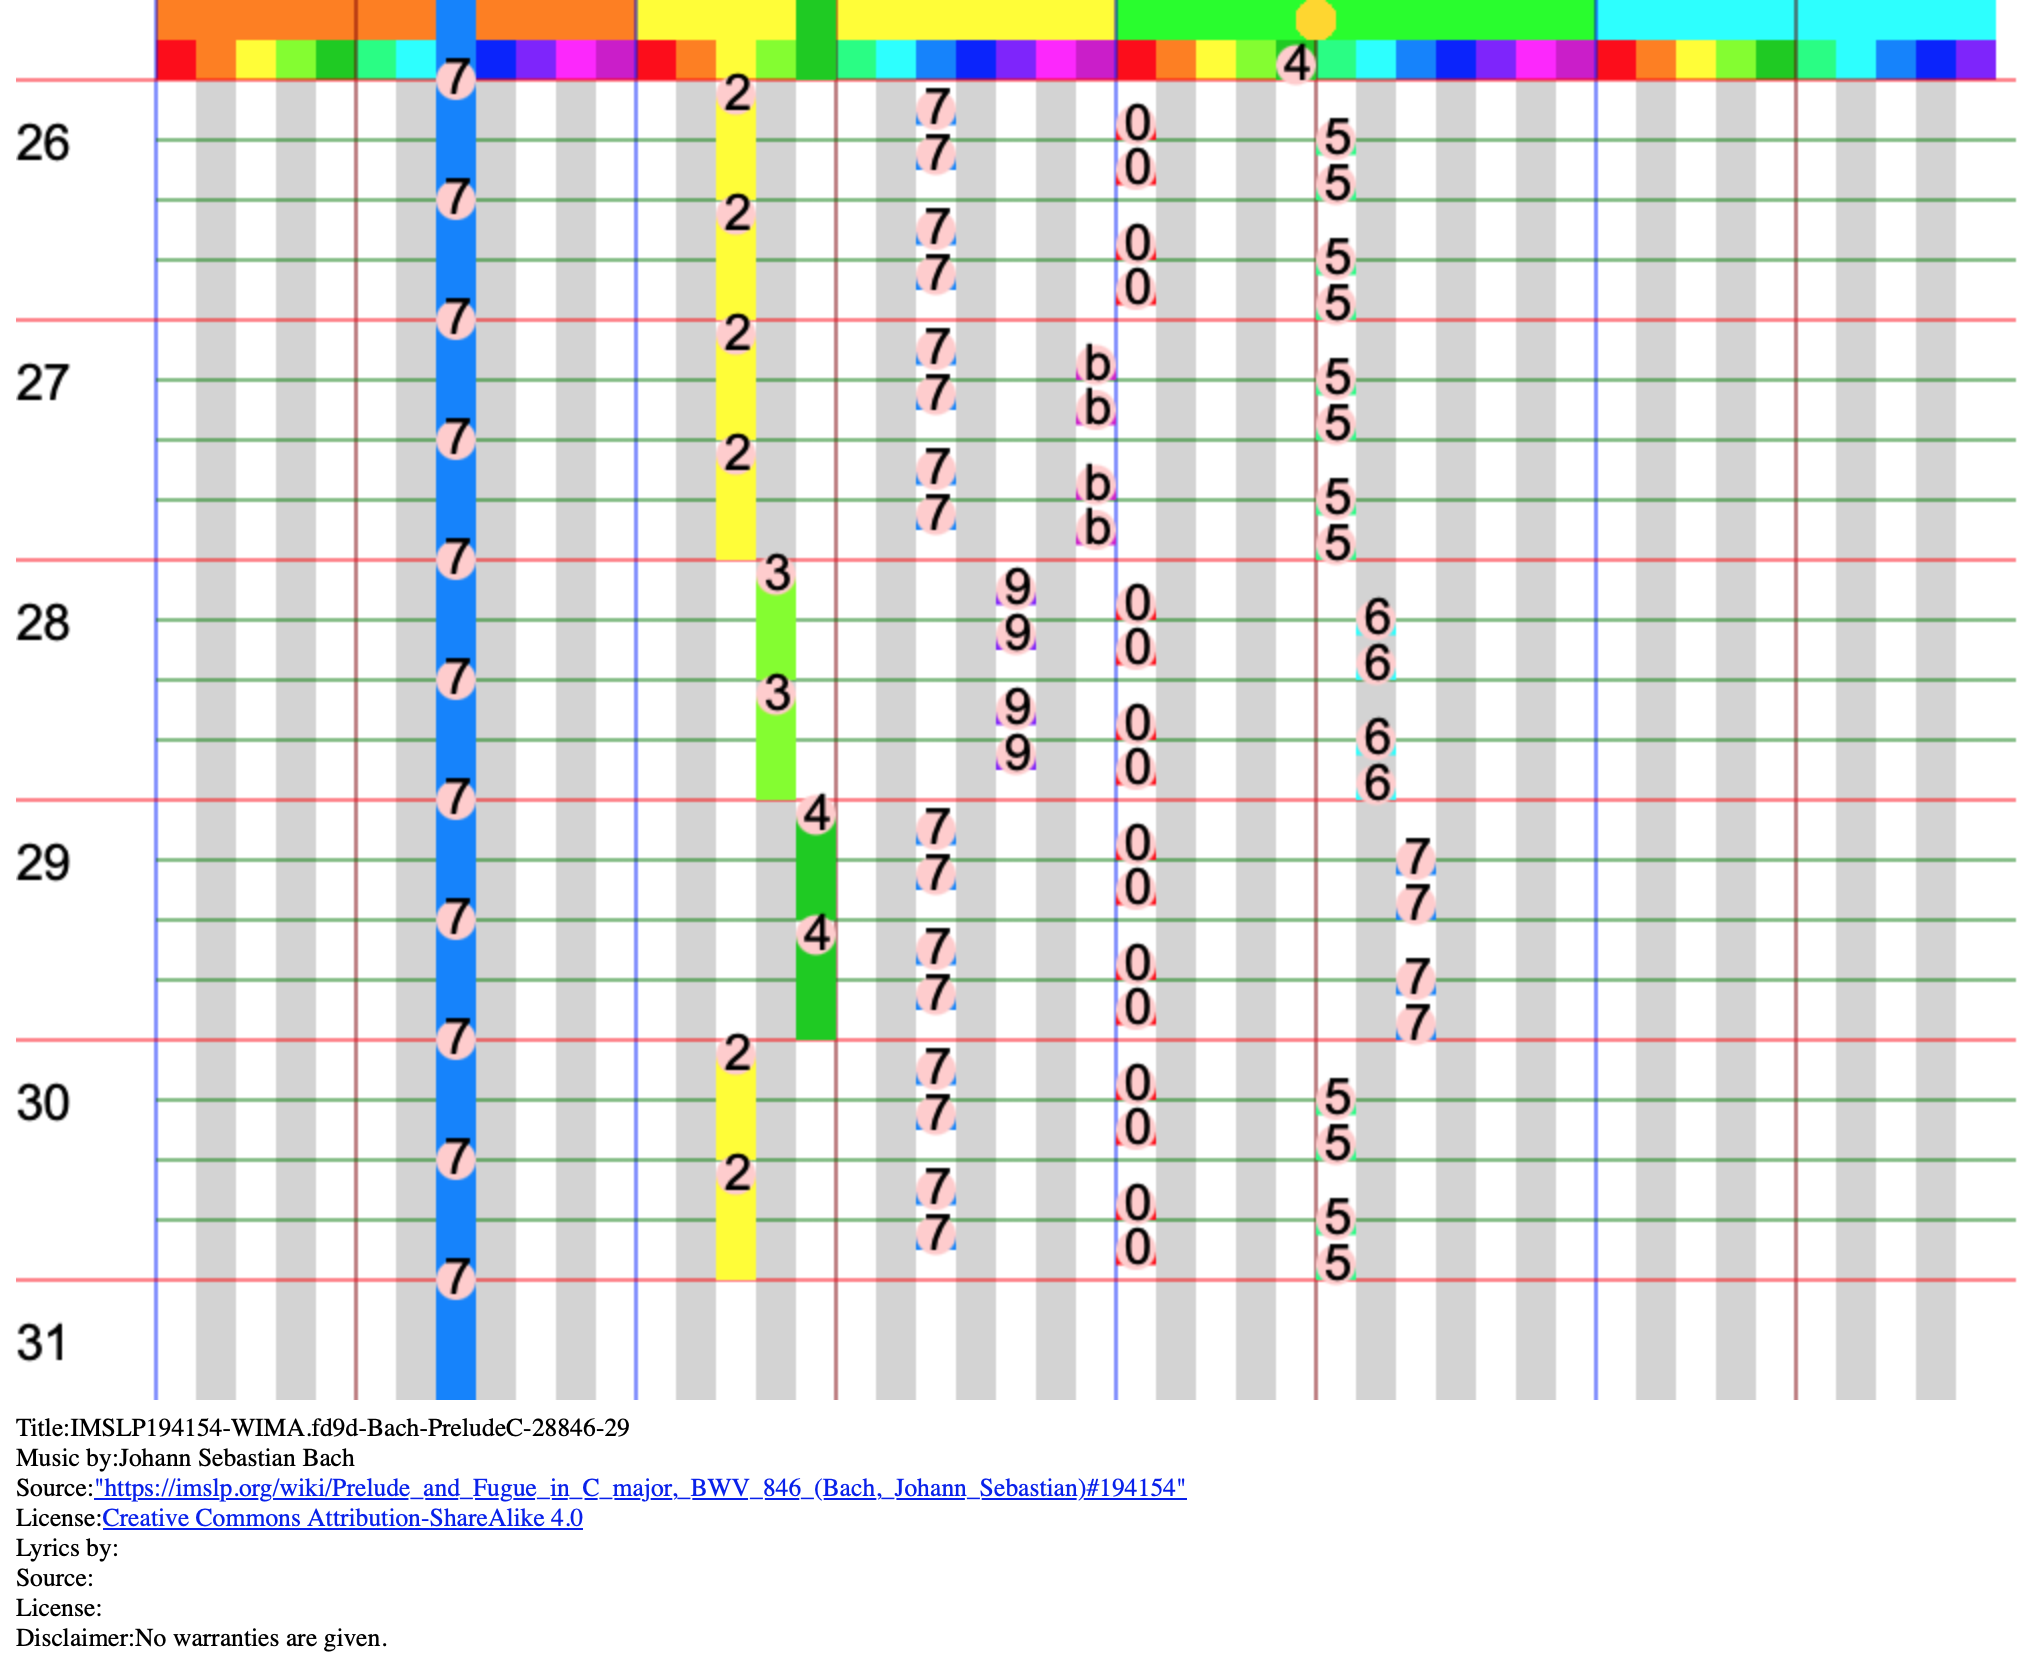 4
26 7 2 7 0 5
7 0 5
7 2 7 0 5
7 0 5
27 7 2 7 b 5
7 b 5
7 2 7 b 5
7 b 5
28 7 3 9 0 6
9 0 6
7 3 9 0 6
9 0 6
29 7 4 7 0 7
7 0 7
7 4 7 0 7
7 0 7
30 7 2 7 0 5
7 0 5
7 2 7 0 5
7 0 5
7
31
Title:IMSLP194154-WIMA.fd9d-Bach-PreludeC-28846-29
Music by:Johann Sebastian Bach
Source:"https://imslp.org/wiki/Prelude_and_Fugue_in_C_major,_BWV_846_(Bach,_Johann_Sebastian)#194154"
License:Creative Commons Attribution-ShareAlike 4.0
Lyrics by:
Source:
License:
Disclaimer:No warranties are given.